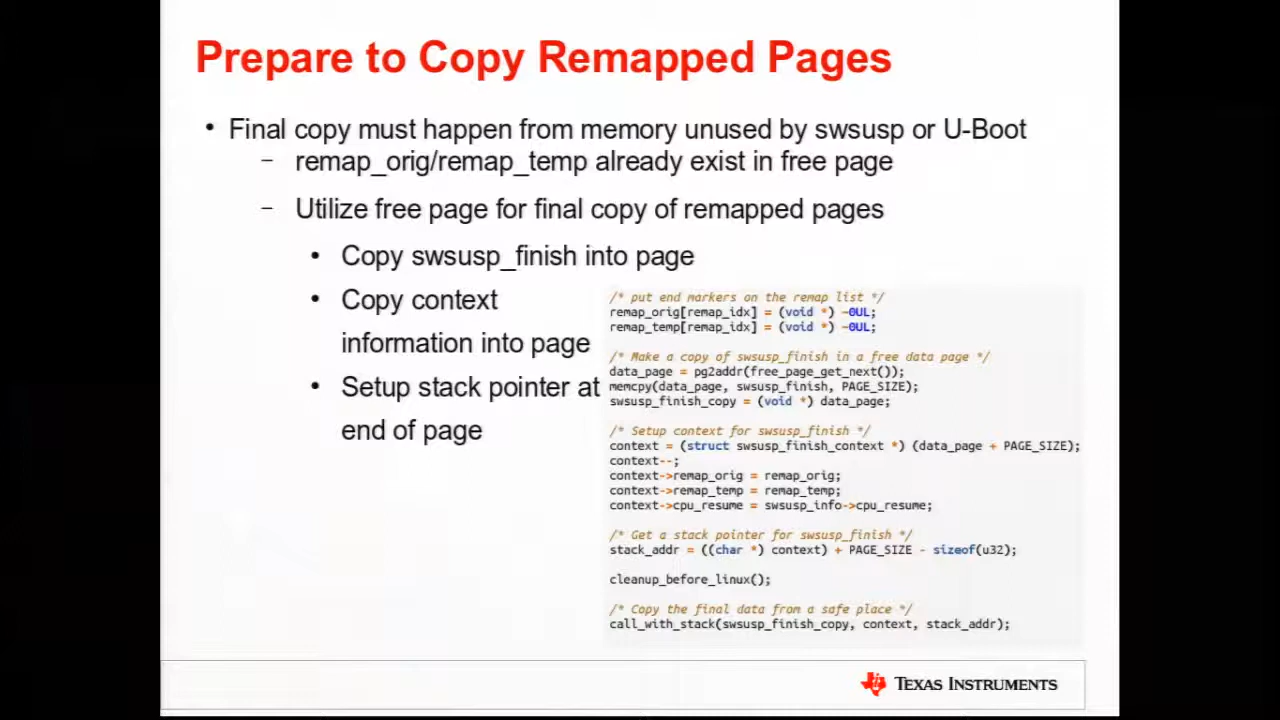 Prepare to Copy Remapped Pages
• Final copy must happen from memory unused by swsusp or U-Boot
– remap_orig/remap_temp already exist in free page
– Utilize free page for final copy of remapped pages
• Copy swsusp_finish into page
• Copy context
information into page
• Setup stack pointer at
end of page
/* put end markers on the remap list */
remap_orig[remap_idx] = (void *) ~0UL;
remap_temp[remap_idx] = (void *) ~0UL;
/* Make a copy of swsusp_finish in a free data page */
data_page = pg2addr(free_page_get_next());
memcpy(data_page, swsusp_finish, PAGE_SIZE);
swsusp_finish_copy = (void *) data_page;
/* Setup context for swsusp_finish */
context = (struct swsusp_finish_context *) (data_page + PAGE_SIZE);
context--;
context->remap_orig = remap_orig;
context->remap_temp = remap_temp;
context->cpu_resume = swsusp_info->cpu_resume;
/* Get a stack pointer for swsusp_finish */
stack_addr = ((char *) context) + PAGE_SIZE - sizeof(u32);
cleanup_before_linux();
/* Copy the final data from a safe place */
call_with_stack(swsusp_finish_copy, context, stack_addr);
TEXAS INSTRUMENTS